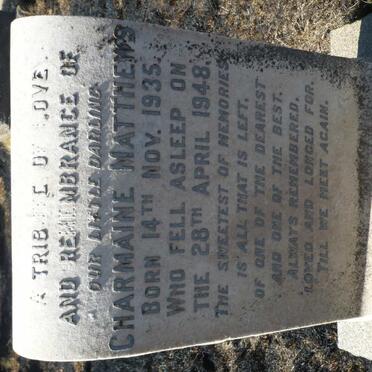 A TRIBUTE OF LOVE
AND REMEMBRANCE OF
OUR LITTLE DARLING
CHARMAINE MATTHEWS
BORN 14TH NOV. 1935.
WHO FELL ASLEEP ON
THE 28TH APRIL 1948.
THE SWEETEST OF MEMORIES
IS ALL THAT IS LEFT,
OF ONE OF THE DEAREST
AND ONE OF THE BEST.
ALWAYS REMEMBERED,
LOVED AND LONGED FOR,
TILL WE MEET AGAIN.